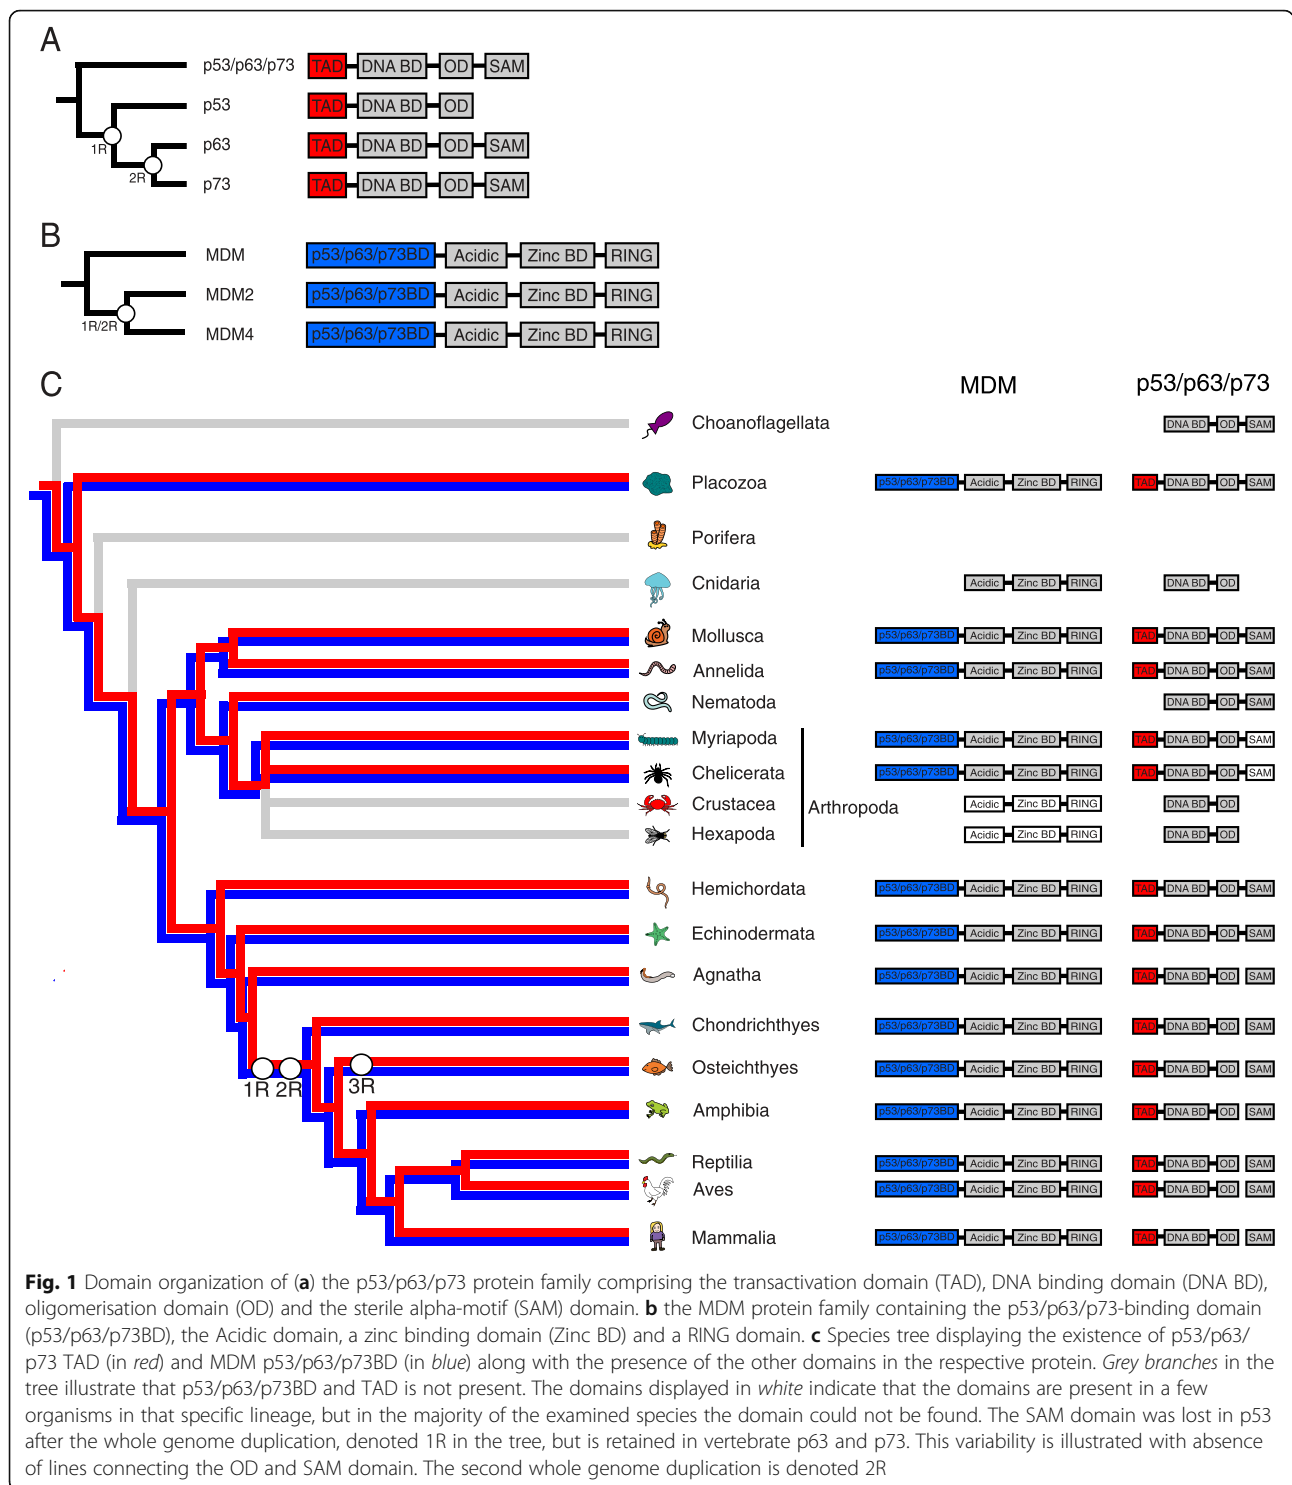 A
p53/p63/p73 TAD DNA BD OD SAM
p53 TAD DNA BD OD
1R
p63 TAD DNA BD OD SAM
2R
p73 TAD DNA BD OD SAM
B
MDM p53/p63/p73BD Acidic Zinc BD RING
MDM2 p53/p63/p73BD Acidic Zinc BD RING
1R/2R
MDM4 p53/p63/p73BD Acidic Zinc BD RING
C MDM p53/p63/p73
Choanoflagellata DNA BD OD SAM
Placozoa p53/p63/p73BD Acidic Zinc BD RING TAD DNA BD OD SAM
Porifera
Cnidaria Acidic Zinc BD RING DNA BD OD
Mollusca p53/p63/p73BD Acidic Zinc BD RING TAD DNA BD OD SAM
Annelida p53/p63/p73BD Acidic Zinc BD RING TAD DNA BD OD SAM
Nematoda DNA BD OD SAM
Myriapoda p53/p63/p73BD Acidic Zinc BD RING TAD DNA BD OD SAM
Chelicerata p53/p63/p73BD Acidic Zinc BD RING TAD DNA BD OD SAM
Crustacea Acidic Zinc BD RING DNA BD OD
Arthropoda
Hexapoda Acidic Zinc BD RING DNA BD OD
Hemichordata p53/p63/p73BD Acidic Zinc BD RING TAD DNA BD OD SAM
Echinodermata p53/p63/p73BD Acidic Zinc BD RING TAD DNA BD OD SAM
Agnatha p53/p63/p73BD Acidic Zinc BD RING TAD DNA BD OD SAM
Chondrichthyes p53/p63/p73BD Acidic Zinc BD RING TAD DNA BD OD SAM
Osteichthyes p53/p63/p73BD Acidic Zinc BD RING TAD DNA BD OD SAM
1R 2R 3R
Amphibia p53/p63/p73BD Acidic Zinc BD RING TAD DNA BD OD SAM
Reptilia p53/p63/p73BD Acidic Zinc BD RING TAD DNA BD OD SAM
Aves p53/p63/p73BD Acidic Zinc BD RING TAD DNA BD OD SAM
Mammalia p53/p63/p73BD Acidic Zinc BD RING TAD DNA BD OD SAM
Fig. 1 Domain organization of (a) the p53/p63/p73 protein family comprising the transactivation domain (TAD), DNA binding domain (DNA BD),
oligomerisation domain (OD) and the sterile alpha-motif (SAM) domain. b the MDM protein family containing the p53/p63/p73-binding domain
(p53/p63/p73BD), the Acidic domain, a zinc binding domain (Zinc BD) and a RING domain. c Species tree displaying the existence of p53/p63/
p73 TAD (in red) and MDM p53/p63/p73BD (in blue) along with the presence of the other domains in the respective protein. Grey branches in the
tree illustrate that p53/p63/p73BD and TAD is not present. The domains displayed in white indicate that the domains are present in a few
organisms in that specific lineage, but in the majority of the examined species the domain could not be found. The SAM domain was lost in p53
after the whole genome duplication, denoted 1R in the tree, but is retained in vertebrate p63 and p73. This variability is illustrated with absence
of lines connecting the OD and SAM domain. The second whole genome duplication is denoted 2R